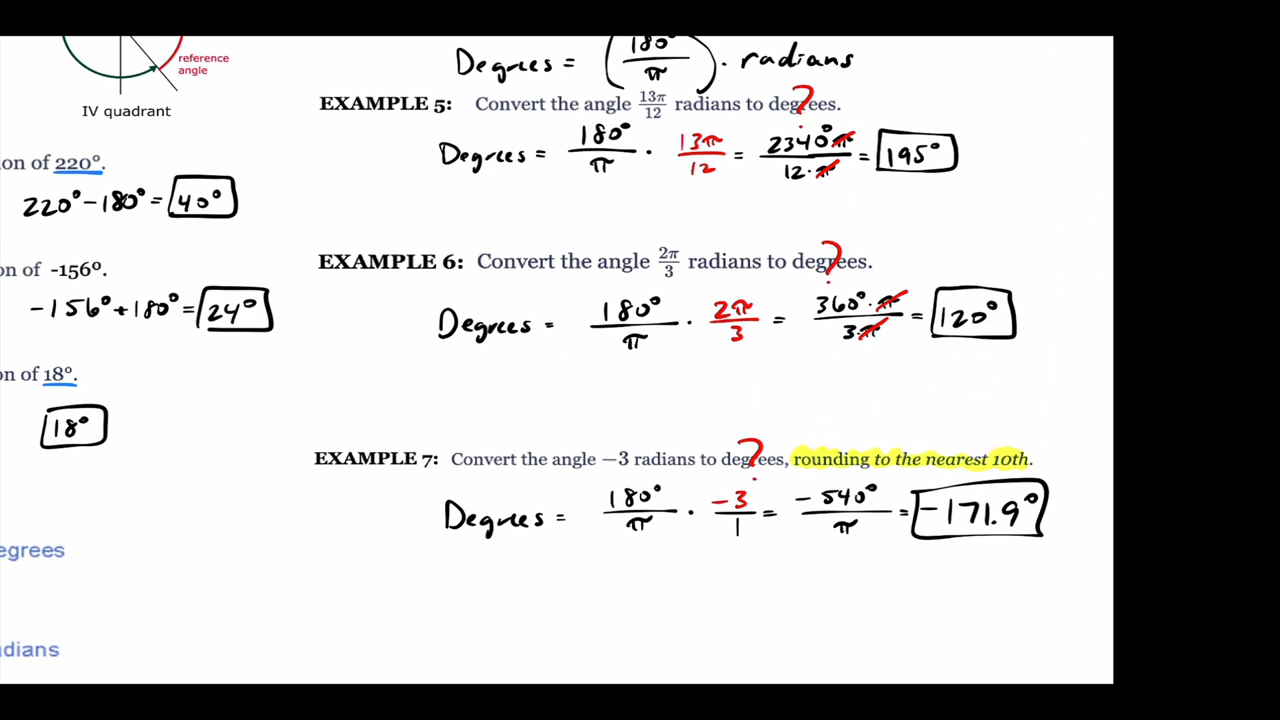 reference
angle
IV quadrant
ion of 220°.
220° - 180° = 40°
on of -156°.
-156° + 180° = 24°
on of 18°.
18°
egrees
adians
Degrees = (180°/π) · radians
EXAMPLE 5: Convert the angle 13π/12 radians to degrees.
?
Degrees = 180°/π · 13π/12 = 2340°π/12·π = 195°
EXAMPLE 6: Convert the angle 2π/3 radians to degrees.
?
Degrees = 180°/π · 2π/3 = 360°·π/3·π = 120°
EXAMPLE 7: Convert the angle −3 radians to degrees, rounding to the nearest 10th.
?
Degrees = 180°/π · -3/1 = -540°/π = -171.9°